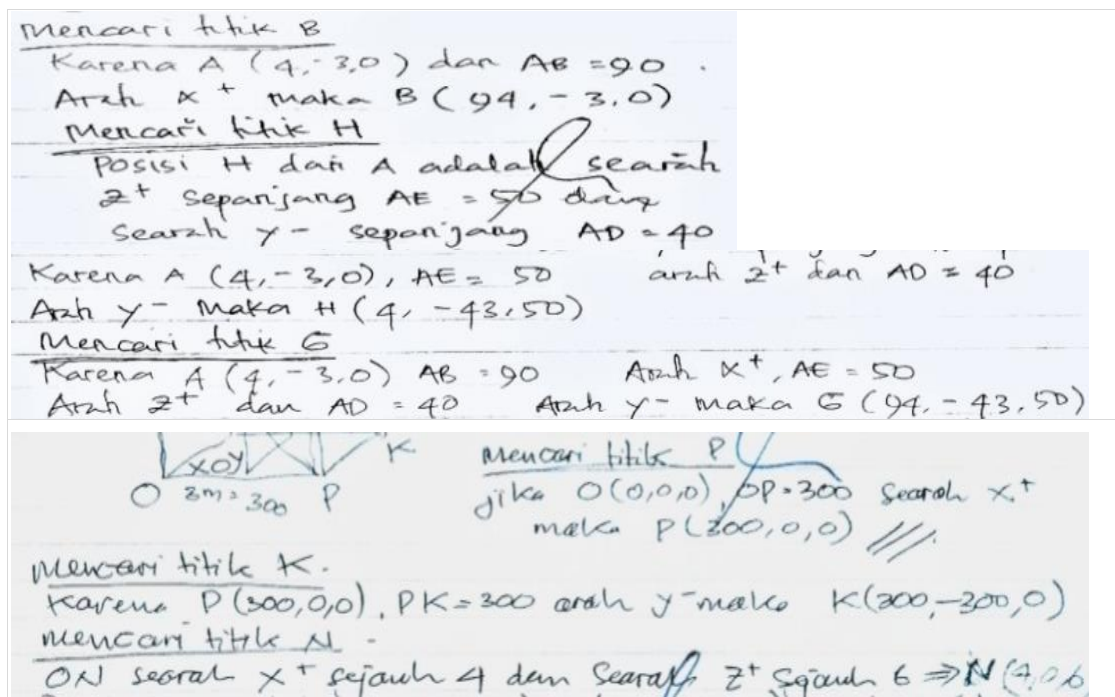 Mencari titik B
Karena A (4,-3,0) dan AB = 90 .
Arah x+ maka B (94,-3,0)
Mencari titik H
Posisi H dari A adalah searah
z+ sepanjang AE = 50 dang
Searah y- sepanjang AD = 40
Karena A (4,-3,0), AE = 50 arah z+ dan AD = 40
Arah y- Maka H (4,-43,50)
Mencari titik G
Karena A (4,-3,0) AB = 90 Arah x+, AE = 50
Arah z+ dan AD = 40 Arah y- maka G (94,-43,50)
K
xoy
O 3m = 300 P
Mencari titik P
jika O(0,0,0), OP = 300 Searah x+
maka P(300,0,0)
Mencari titik K.
Karena P(300,0,0), PK = 300 arah y- maka K(300,-300,0)
Mencari titik N -
ON searah x+ sejauh 4 dan Searah z+ sejauh 6 ⇒ N (4,0,6